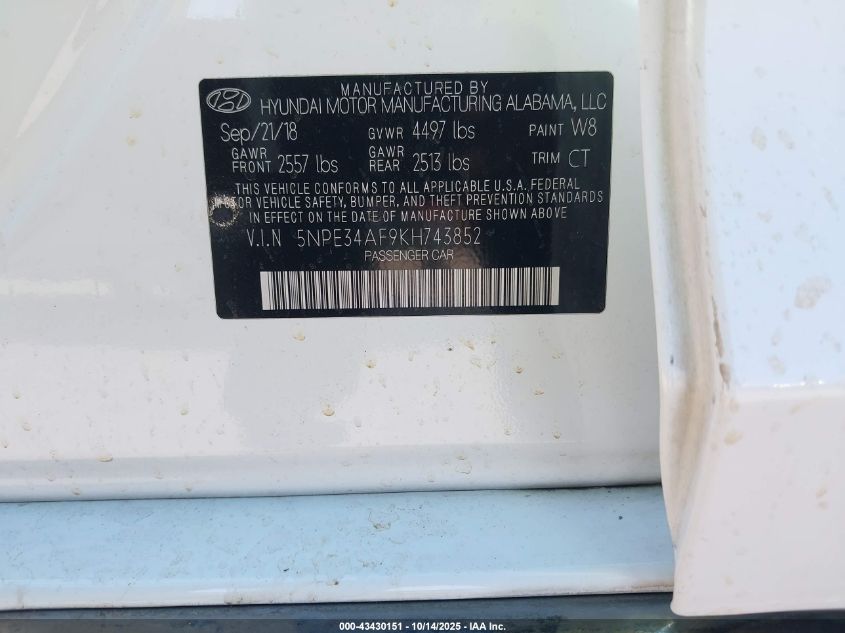 MANUFACTURED BY
HYUNDAI MOTOR MANUFACTURING ALABAMA, LLC
Sep/21/18 GVWR 4497 lbs PAINT W8
GAWR FRONT 2557 lbs GAWR REAR 2513 lbs TRIM CT
THIS VEHICLE CONFORMS TO ALL APPLICABLE U.S.A. FEDERAL
MOTOR VEHICLE SAFETY, BUMPER, AND THEFT PREVENTION STANDARDS
IN EFFECT ON THE DATE OF MANUFACTURE SHOWN ABOVE
V.I.N 5NPE34AF9KH743852
PASSENGER CAR
000-43430151 - 10/14/2025 - IAA Inc.